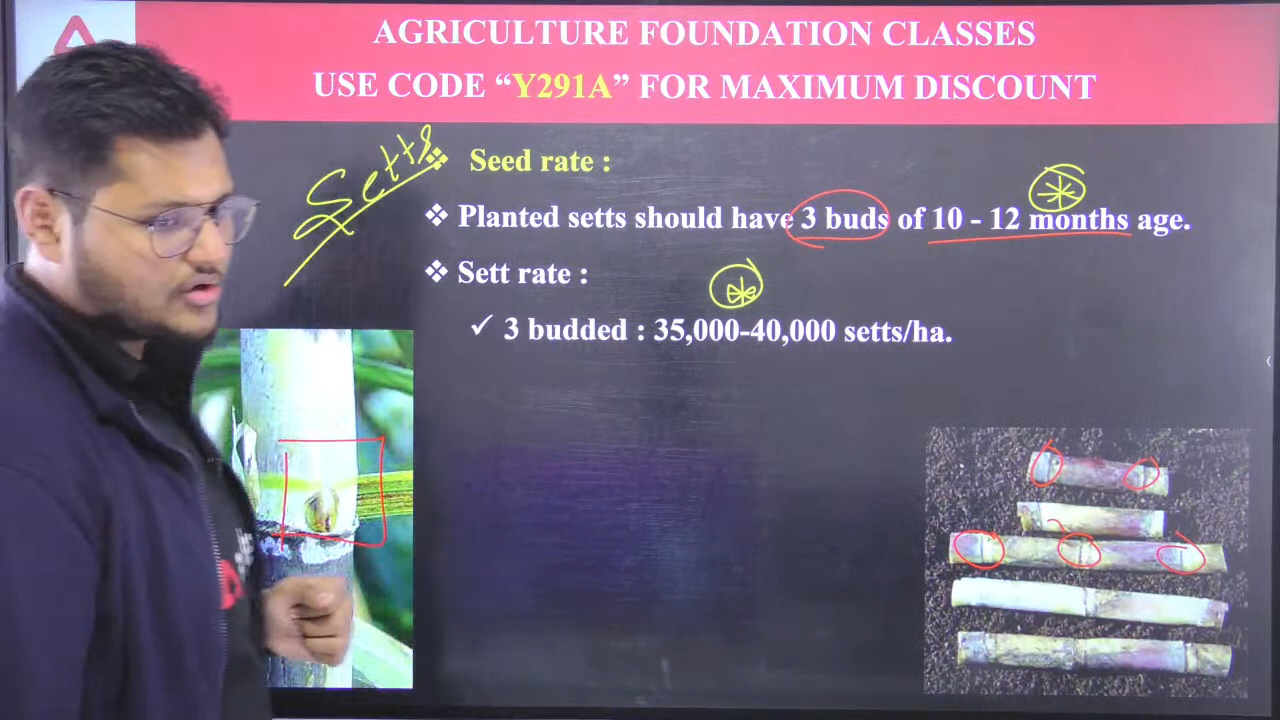 AGRICULTURE FOUNDATION CLASSES
USE CODE “Y291A” FOR MAXIMUM DISCOUNT
Setts
❖ Seed rate :
❖ Planted setts should have 3 buds of 10 - 12 months age.
❖ Sett rate :
✓ 3 budded : 35,000-40,000 setts/ha.